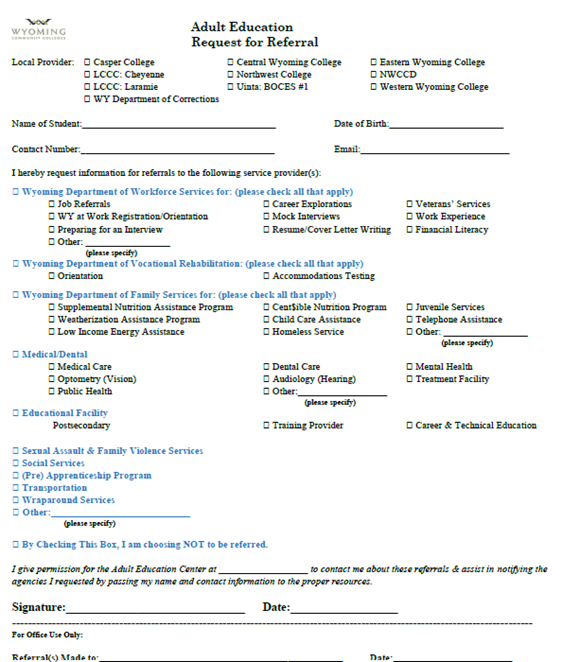 WYOMING
COMMUNITY COLLEGES
Adult Education
Request for Referral
Local Provider: ☐ Casper College ☐ Central Wyoming College ☐ Eastern Wyoming College
☐ LCCC: Cheyenne ☐ Northwest College ☐ NWCCD
☐ LCCC: Laramie ☐ Uinta: BOCES #1 ☐ Western Wyoming College
☐ WY Department of Corrections
Name of Student:____________________ Date of Birth:____________________
Contact Number:____________________ Email:____________________
I hereby request information for referrals to the following service provider(s):
☐ Wyoming Department of Workforce Services for: (please check all that apply)
☐ Job Referrals ☐ Career Explorations ☐ Veterans' Services
☐ WY at Work Registration/Orientation ☐ Mock Interviews ☐ Work Experience
☐ Preparing for an Interview ☐ Resume/Cover Letter Writing ☐ Financial Literacy
☐ Other: ____________________
(please specify)
☐ Wyoming Department of Vocational Rehabilitation: (please check all that apply)
☐ Orientation ☐ Accommodations Testing
☐ Wyoming Department of Family Services for: (please check all that apply)
☐ Supplemental Nutrition Assistance Program ☐ Cent$ible Nutrition Program ☐ Juvenile Services
☐ Weatherization Assistance Program ☐ Child Care Assistance ☐ Telephone Assistance
☐ Low Income Energy Assistance ☐ Homeless Service ☐ Other: ____________________
(please specify)
☐ Medical/Dental
☐ Medical Care ☐ Dental Care ☐ Mental Health
☐ Optometry (Vision) ☐ Audiology (Hearing) ☐ Treatment Facility
☐ Public Health ☐ Other:____________________
(please specify)
☐ Educational Facility
Postsecondary ☐ Training Provider ☐ Career & Technical Education
☐ Sexual Assault & Family Violence Services
☐ Social Services
☐ (Pre) Apprenticeship Program
☐ Transportation
☐ Wraparound Services
☐ Other:____________________
(please specify)
☐ By Checking This Box, I am choosing NOT to be referred.
I give permission for the Adult Education Center at ____________________ to contact me about these referrals & assist in notifying the
agencies I requested by passing my name and contact information to the proper resources.
Signature:____________________ Date:____________________
For Office Use Only:
Referral(s) Made to:____________________ Date:____________________